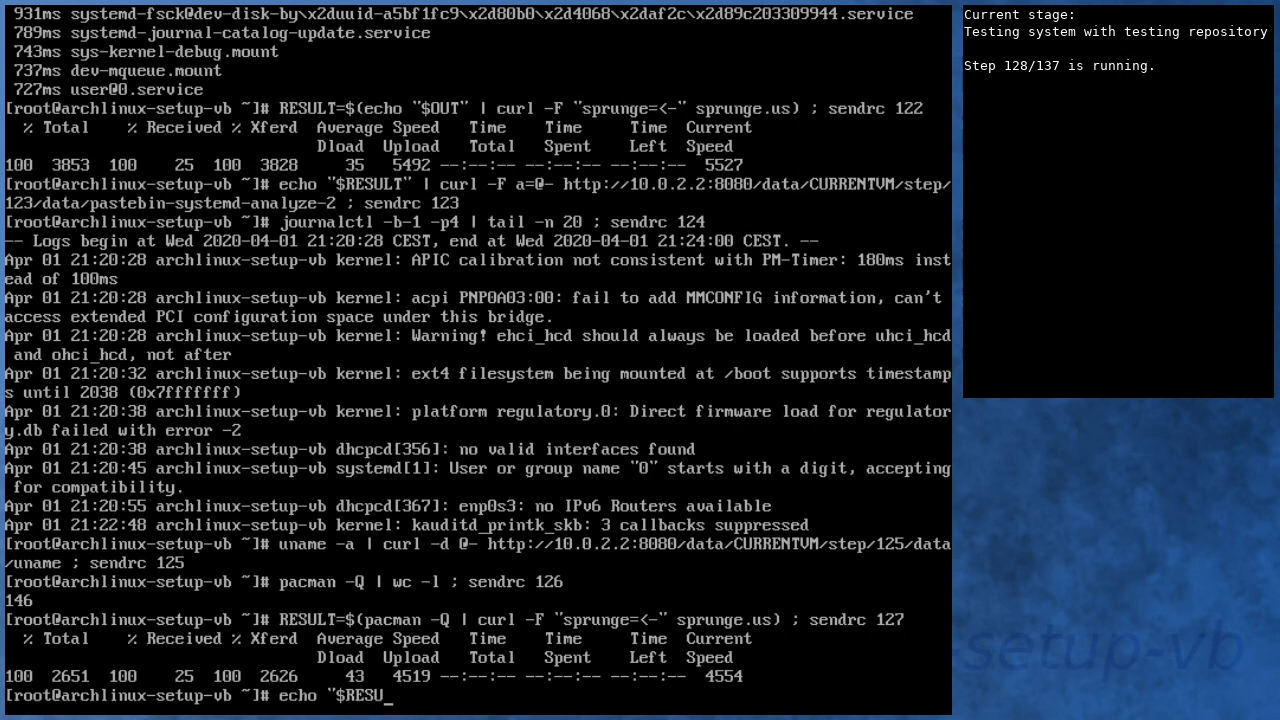 931ms systemd-fsck@dev-disk-by\x2duuid-a5bf1fc9\x2d80b0\x2d4068\x2daf2c\x2d89c203309944.service
 789ms systemd-journal-catalog-update.service
 743ms sys-kernel-debug.mount
 737ms dev-mqueue.mount
 727ms user@0.service
[root@archlinux-setup-vb ~]# RESULT=$(echo "$OUT" | curl -F "sprunge=<-" sprunge.us) ; sendrc 122
  % Total    % Received % Xferd  Average Speed   Time    Time     Time  Current
                                 Dload  Upload   Total   Spent    Left  Speed
100  3853  100    25  100  3828     35   5492 --:--:-- --:--:-- --:--:--  5527
[root@archlinux-setup-vb ~]# echo "$RESULT" | curl -F a=@- http://10.0.2.2:8080/data/CURRENTVM/step/
123/data/pastebin-systemd-analyze-2 ; sendrc 123
[root@archlinux-setup-vb ~]# journalctl -b-1 -p4 | tail -n 20 ; sendrc 124
-- Logs begin at Wed 2020-04-01 21:20:28 CEST, end at Wed 2020-04-01 21:24:00 CEST. --
Apr 01 21:20:28 archlinux-setup-vb kernel: APIC calibration not consistent with PM-Timer: 180ms inst
ead of 100ms
Apr 01 21:20:28 archlinux-setup-vb kernel: acpi PNP0A03:00: fail to add MMCONFIG information, can't
access extended PCI configuration space under this bridge.
Apr 01 21:20:28 archlinux-setup-vb kernel: Warning! ehci_hcd should always be loaded before uhci_hcd
 and ohci_hcd, not after
Apr 01 21:20:32 archlinux-setup-vb kernel: ext4 filesystem being mounted at /boot supports timestamp
s until 2038 (0x7fffffff)
Apr 01 21:20:38 archlinux-setup-vb kernel: platform regulatory.0: Direct firmware load for regulator
y.db failed with error -2
Apr 01 21:20:38 archlinux-setup-vb dhcpcd[356]: no valid interfaces found
Apr 01 21:20:45 archlinux-setup-vb systemd[1]: User or group name "0" starts with a digit, accepting
 for compatibility.
Apr 01 21:20:55 archlinux-setup-vb dhcpcd[367]: enp0s3: no IPv6 Routers available
Apr 01 21:22:48 archlinux-setup-vb kernel: kauditd_printk_skb: 3 callbacks suppressed
[root@archlinux-setup-vb ~]# uname -a | curl -d @- http://10.0.2.2:8080/data/CURRENTVM/step/125/data
/uname ; sendrc 125
[root@archlinux-setup-vb ~]# pacman -Q | wc -l ; sendrc 126
146
[root@archlinux-setup-vb ~]# RESULT=$(pacman -Q | curl -F "sprunge=<-" sprunge.us) ; sendrc 127
  % Total    % Received % Xferd  Average Speed   Time    Time     Time  Current
                                 Dload  Upload   Total   Spent    Left  Speed
100  2651  100    25  100  2626     43   4519 --:--:-- --:--:-- --:--:--  4554
[root@archlinux-setup-vb ~]# echo "$RESU_
Current stage:
Testing system with testing repository
Step 128/137 is running.
-setup-vb